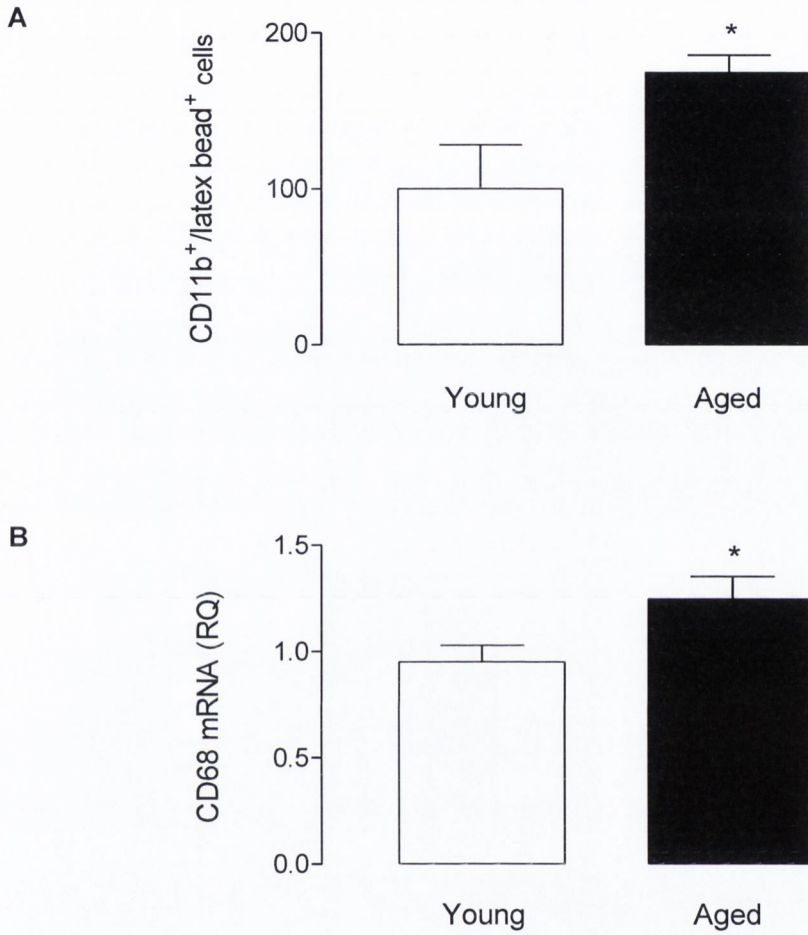 A
CD11b⁺/latex bead⁺ cells
200
100
0
*
Young Aged
B
CD68 mRNA (RQ)
1.5
1.0
0.5
0.0
*
Young Aged